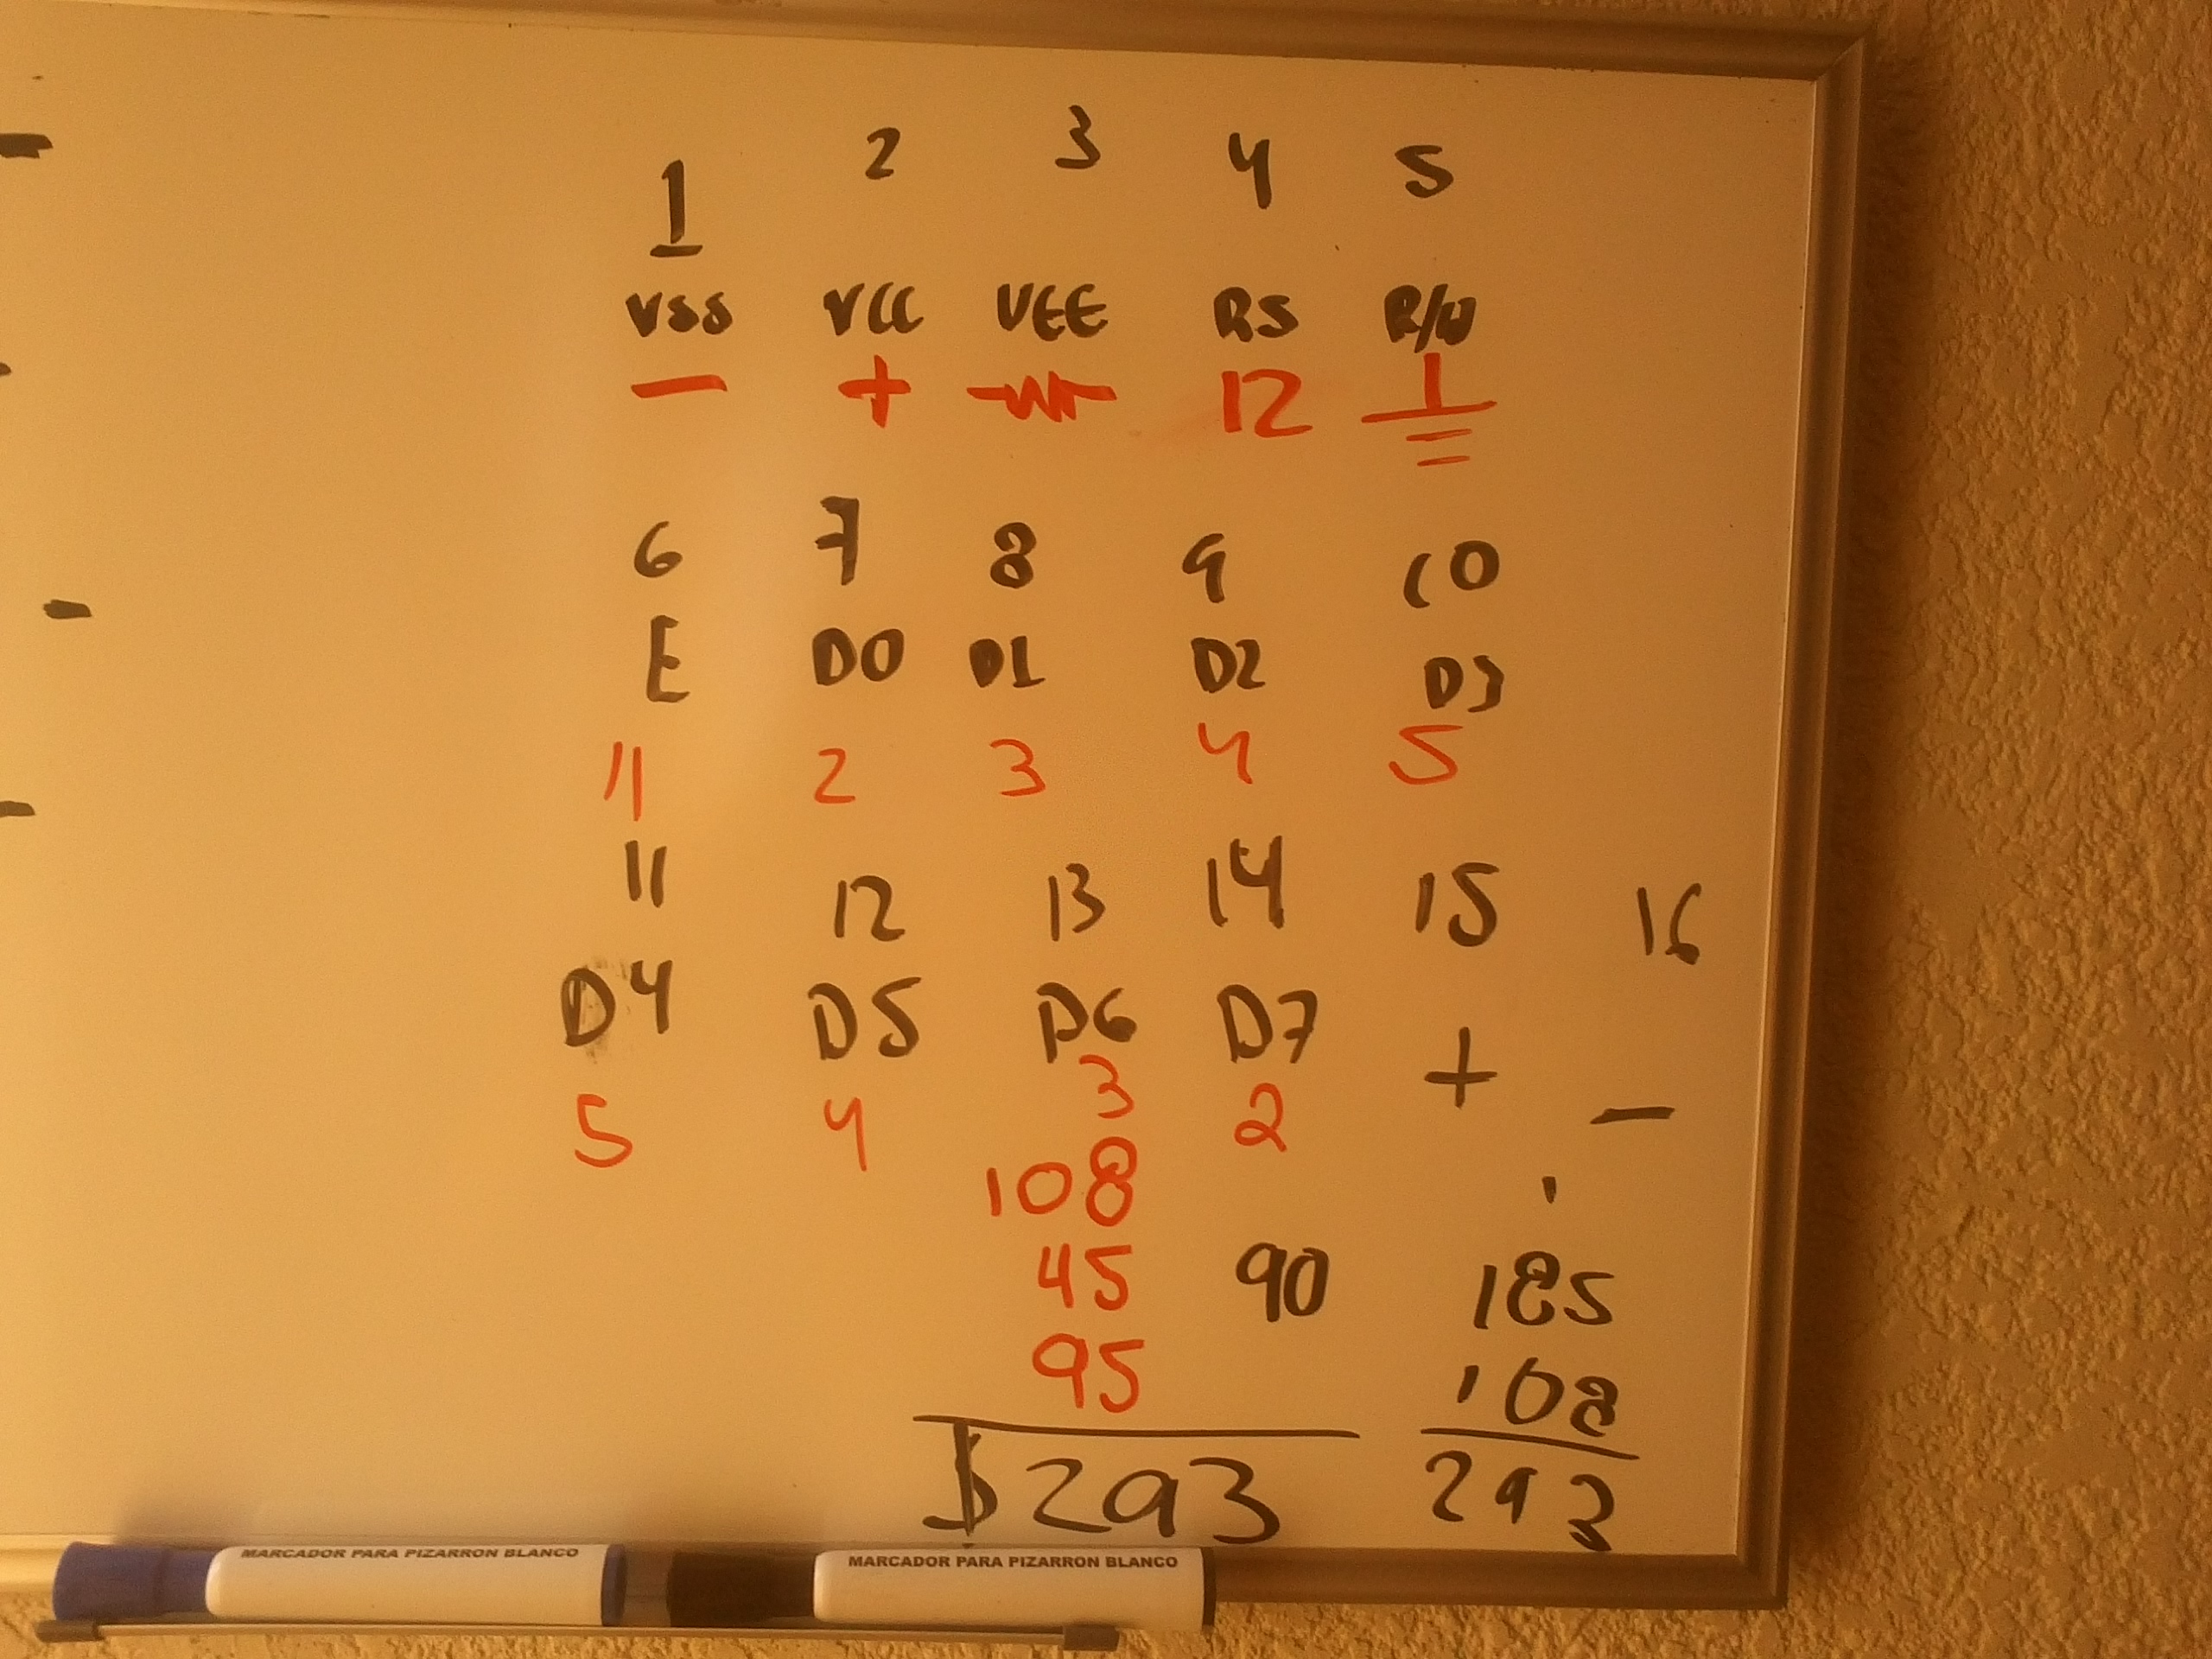 1 2 3 4 5
VSS VCC VEE RS R/W
— + 12
6 7 8 9 10
E D0 D1 D2 D3
11 2 3 4 5
11 12 13 14 15 16
D4 D5 D6 D7 + —
5 4 3 2
108
45 90 185
95 108
$293 293
MARCADOR PARA PIZARRON BLANCO MARCADOR PARA PIZARRON BLANCO